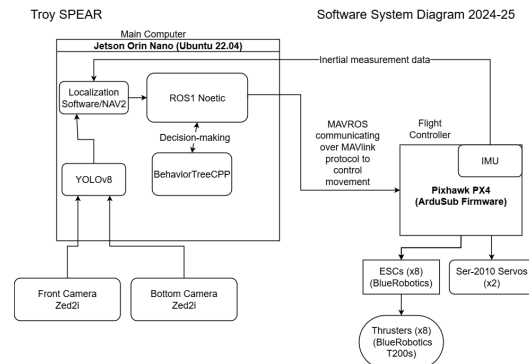 Troy SPEAR
Software System Diagram 2024-25
Main Computer
Jetson Orin Nano (Ubuntu 22.04)
Localization
Software/NAV2
ROS1 Noetic
Decision-making
BehaviorTreeCPP
YOLOv8
Front Camera
Zed2i
Bottom Camera
Zed2i
Inertial measurement data
MAVROS
communicating
over MAVlink
protocol to
control
movement
Flight
Controller
IMU
Pixhawk PX4
(ArduSub Firmware)
ESCs (x8)
(BlueRobotics)
Ser-2010 Servos
(x2)
Thrusters (x8)
(BlueRobotics
T200s)